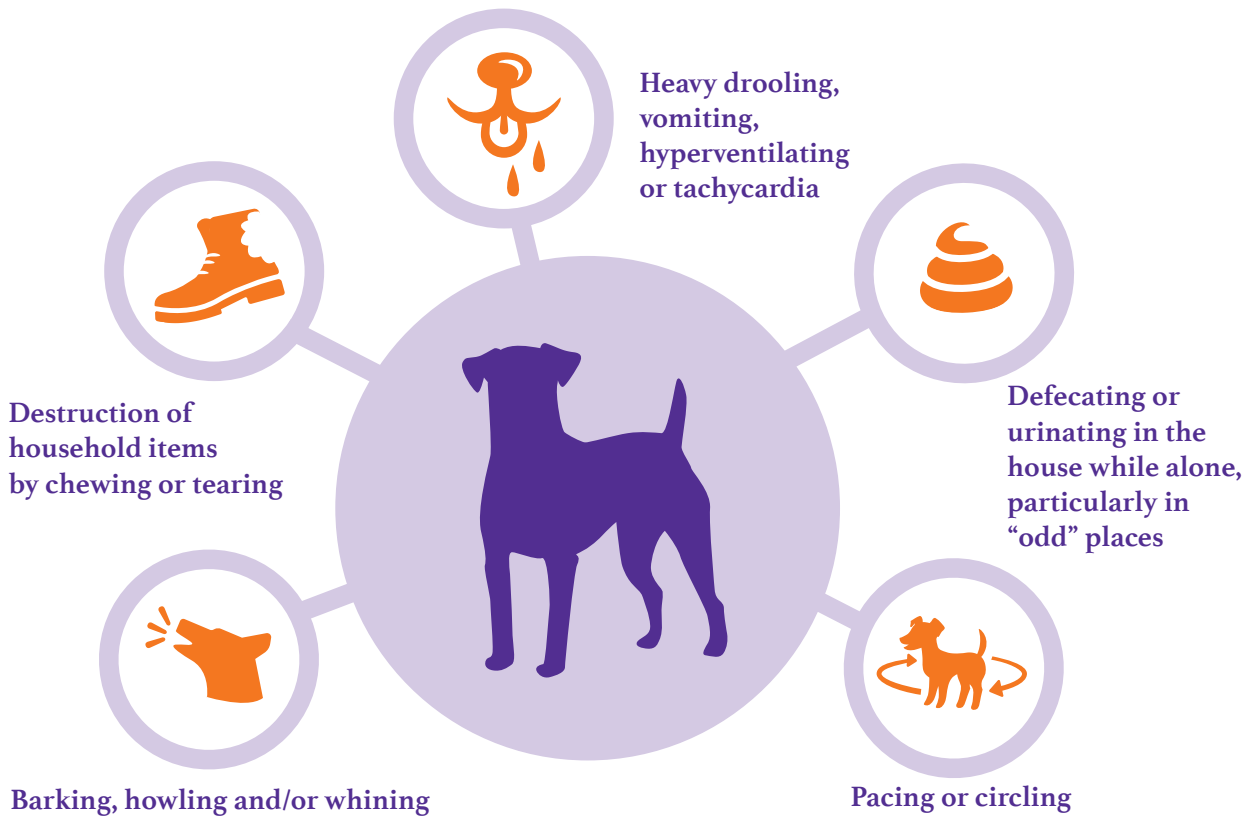 Heavy drooling,
vomiting,
hyperventilating
or tachycardia
Destruction of
household items
by chewing or tearing
Defecating or
urinating in the
house while alone,
particularly in
“odd” places
Barking, howling and/or whining
Pacing or circling